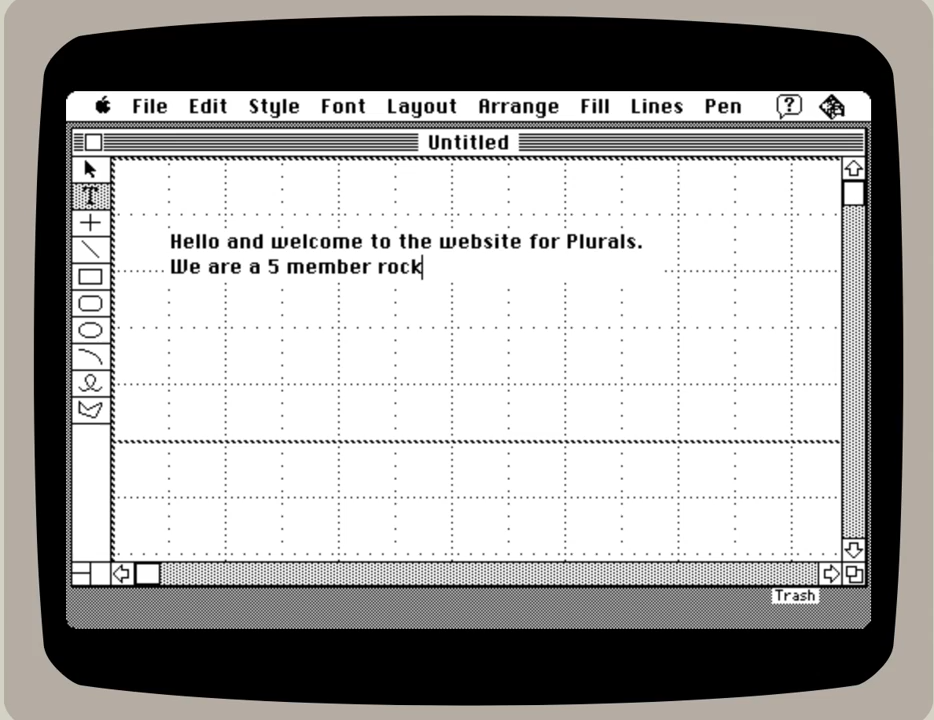 File Edit Style Font Layout Arrange Fill Lines Pen ?
Untitled
T
Hello and welcome to the website for Plurals.
We are a 5 member rock
Trash